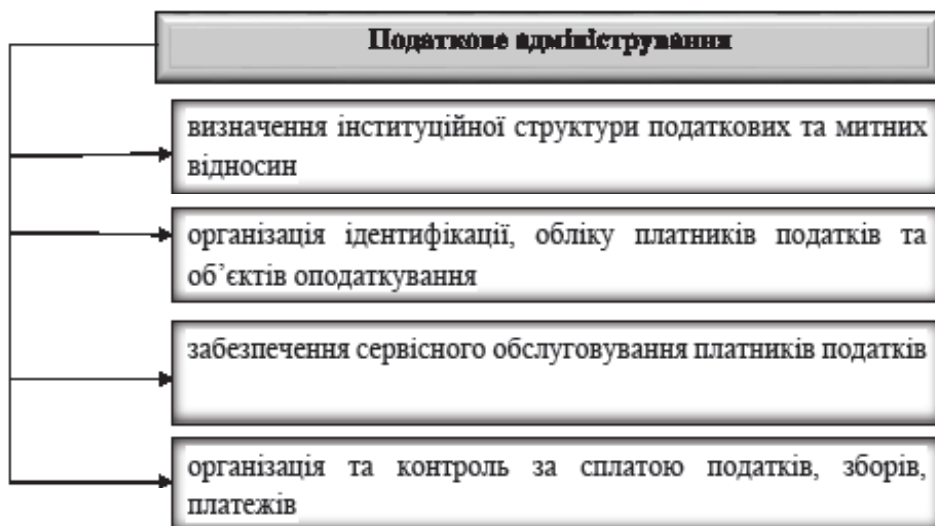 Податкове адміністрування
визначення інституційної структури податкових та митних
відносин
організація ідентифікації, обліку платників податків та
об’єктів оподаткування
забезпечення сервісного обслуговування платників податків
організація та контроль за сплатою податків, зборів,
платежів